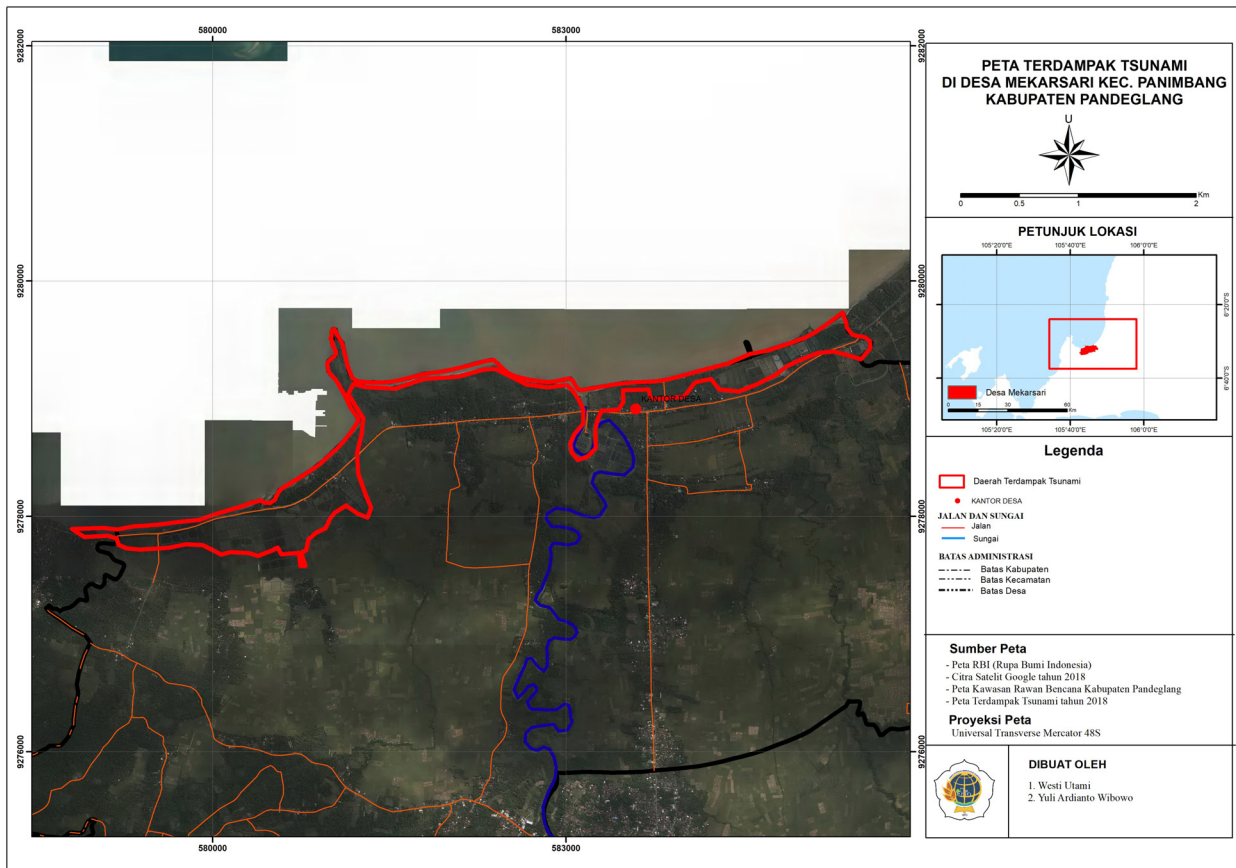 580000
583000
9282000
9282000
9280000
9280000
9278000
9278000
9276000
9276000
580000
583000
KANTOR DESA
PETA TERDAMPAK TSUNAMI
DI DESA MEKARSARI KEC. PANIMBANG
KABUPATEN PANDEGLANG
U
Km
0 0.5 1 2
PETUNJUK LOKASI
105°20'0"E 105°40'0"E 106°0'0"E
6°20'0"S
6°40'0"S
Desa Mekarsari
0 15 30 60
Km
105°20'0"E 105°40'0"E 106°0'0"E
Legenda
Daerah Terdampak Tsunami
KANTOR DESA
JALAN DAN SUNGAI
Jalan
Sungai
BATAS ADMINISTRASI
Batas Kabupaten
Batas Kecamatan
Batas Desa
Sumber Peta
- Peta RBI (Rupa Bumi Indonesia)
- Citra Satelit Google tahun 2018
- Peta Kawasan Rawan Bencana Kabupaten Pandeglang
- Peta Terdampak Tsunami tahun 2018
Proyeksi Peta
Universal Transverse Mercator 48S
DIBUAT OLEH
1. Westi Utami
2. Yuli Ardianto Wibowo